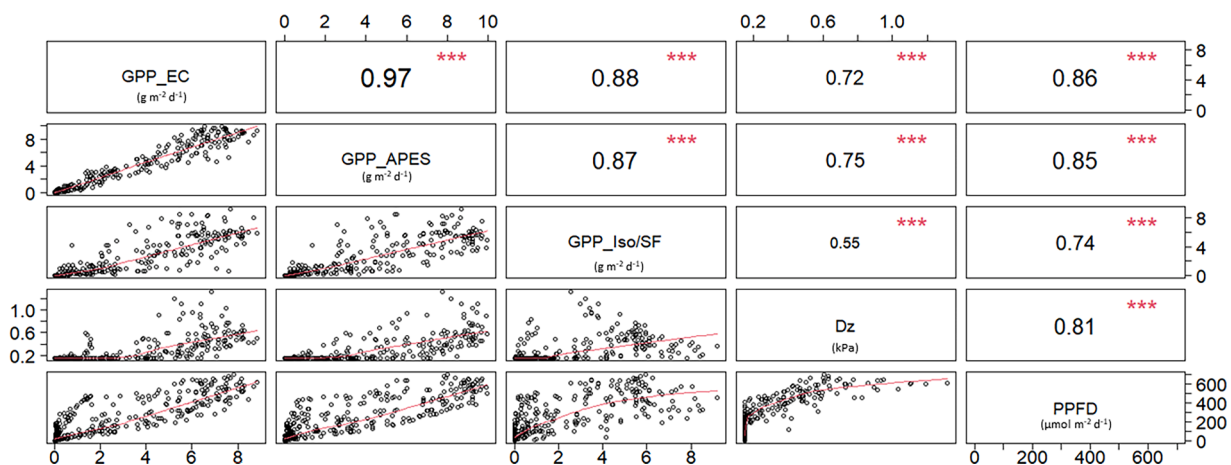 0 2 4 6 8 10 0.2 0.6 1.0
GPP_EC *** *** *** *** 8
(g m⁻² d⁻¹) 0.97 0.88 0.72 0.86 4
0
8 GPP_APES *** *** ***
4 (g m⁻² d⁻¹) 0.87 0.75 0.85
0
GPP_Iso/SF *** *** 8
(g m⁻² d⁻¹) 0.55 0.74 4
0
1.0 Dz ***
0.6 (kPa) 0.81
0.2
PPFD 600
(µmol m⁻² d⁻¹) 400
200
0
0 2 4 6 8 0 2 4 6 8 0 200 400 600